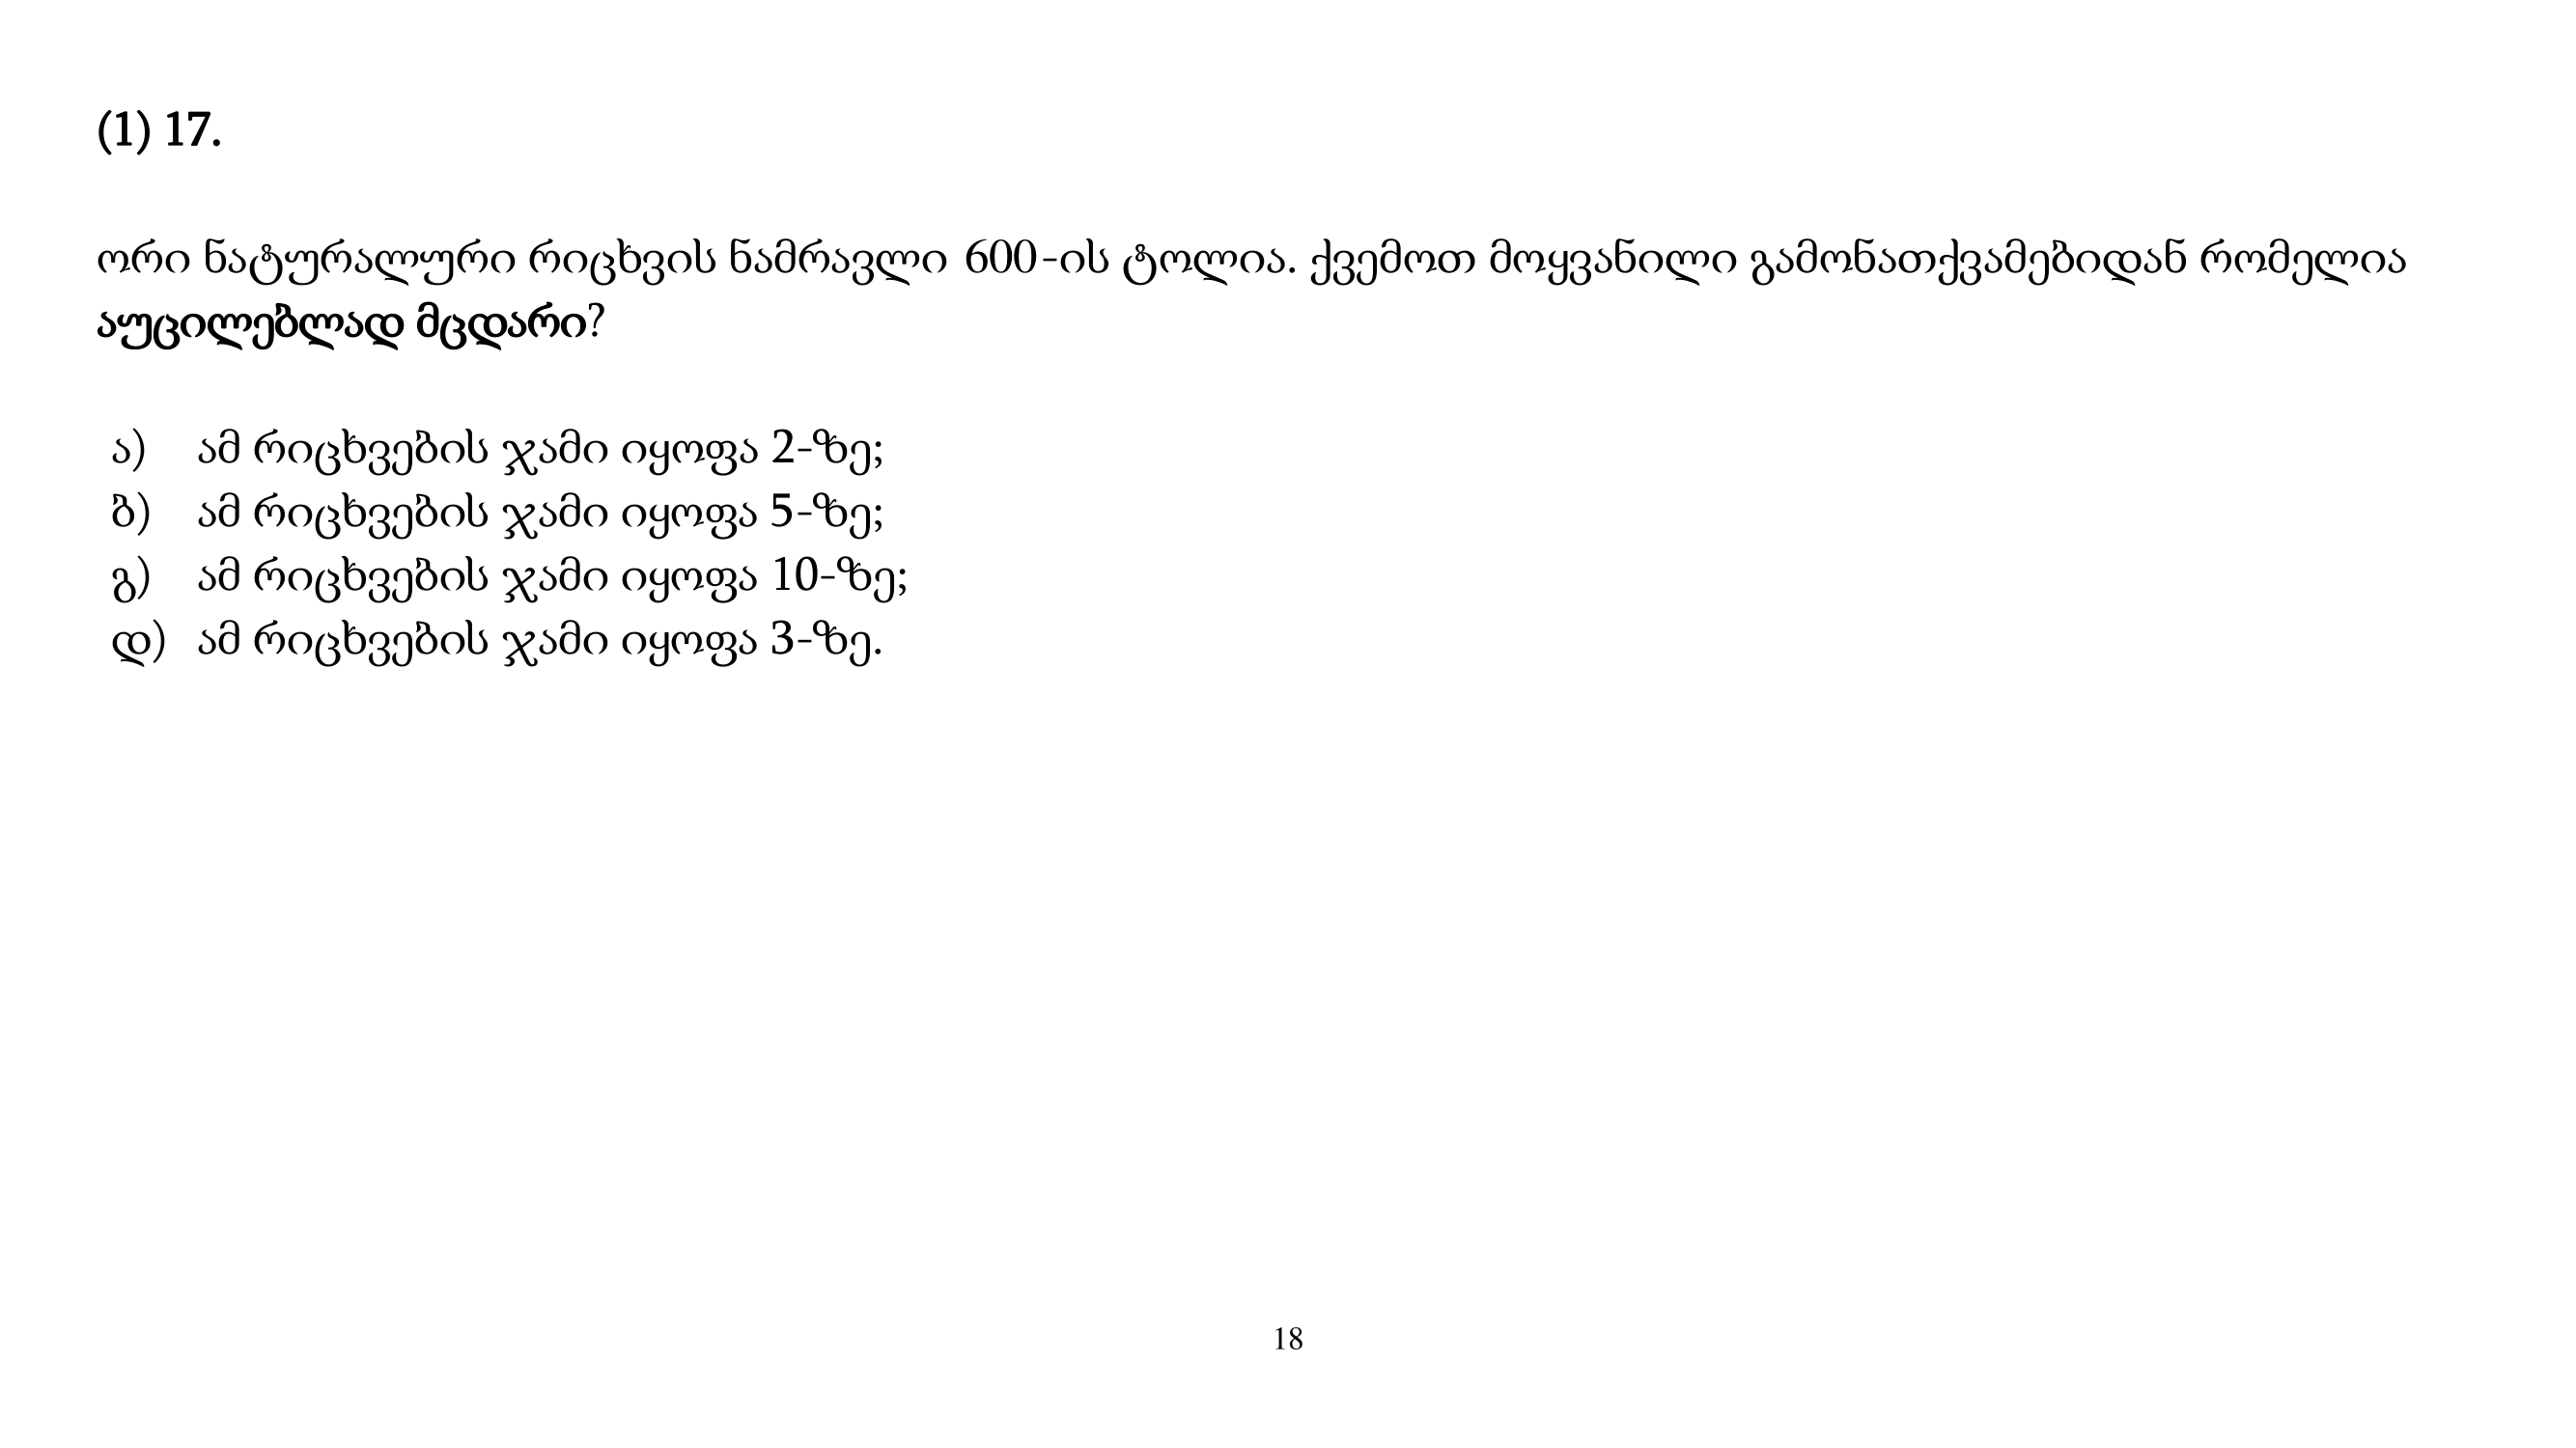 (1) 17.
ორი ნატურალური რიცხვის ნამრავლი 600-ის ტოლია. ქვემოთ მოყვანილი გამონათქვამებიდან რომელია
აუცილებლად მცდარი?
ა) ამ რიცხვების ჯამი იყოფა 2-ზე;
ბ) ამ რიცხვების ჯამი იყოფა 5-ზე;
გ) ამ რიცხვების ჯამი იყოფა 10-ზე;
დ) ამ რიცხვების ჯამი იყოფა 3-ზე.
18